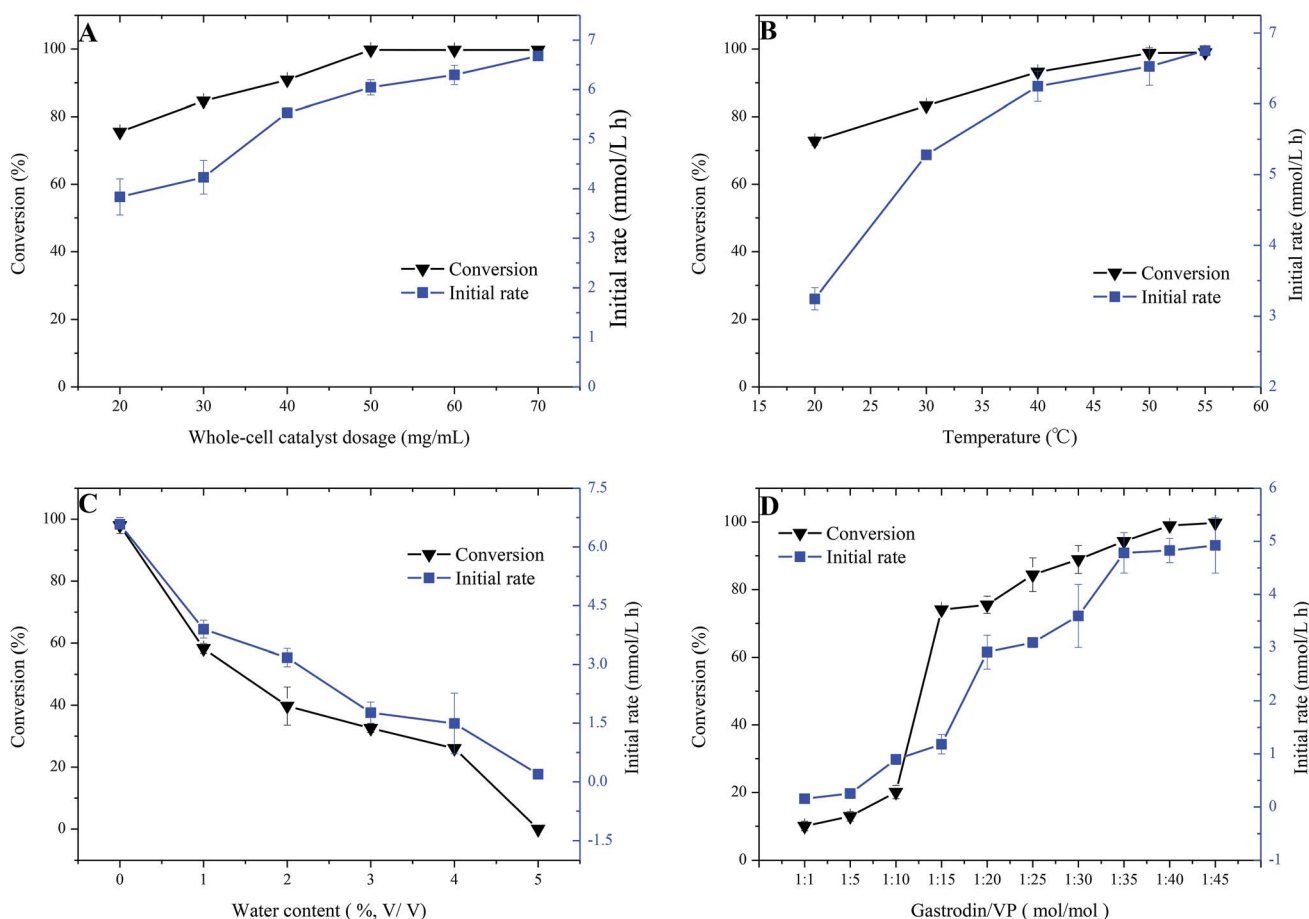 A
Conversion (%)
100
80
60
40
20
0
Conversion
Initial rate
7
6
5
4
3
2
1
0
Initial rate (mmol/L h)
20 30 40 50 60 70
Whole-cell catalyst dosage (mg/mL)
B
Conversion (%)
100
80
60
40
20
0
Conversion
Initial rate
7
6
5
4
3
2
Initial rate (mmol/L h)
15 20 25 30 35 40 45 50 55 60
Temperature (℃)
C
Conversion (%)
100
80
60
40
20
0
Conversion
Initial rate
7.5
6.0
4.5
3.0
1.5
0.0
-1.5
Initial rate (mmol/L h)
0 1 2 3 4 5
Water content ( %, V/ V)
D
Conversion (%)
100
80
60
40
20
0
Conversion
Initial rate
6
5
4
3
2
1
0
-1
Initial rate (mmol/L h)
1:1 1:5 1:10 1:15 1:20 1:25 1:30 1:35 1:40 1:45
Gastrodin/VP ( mol/mol )